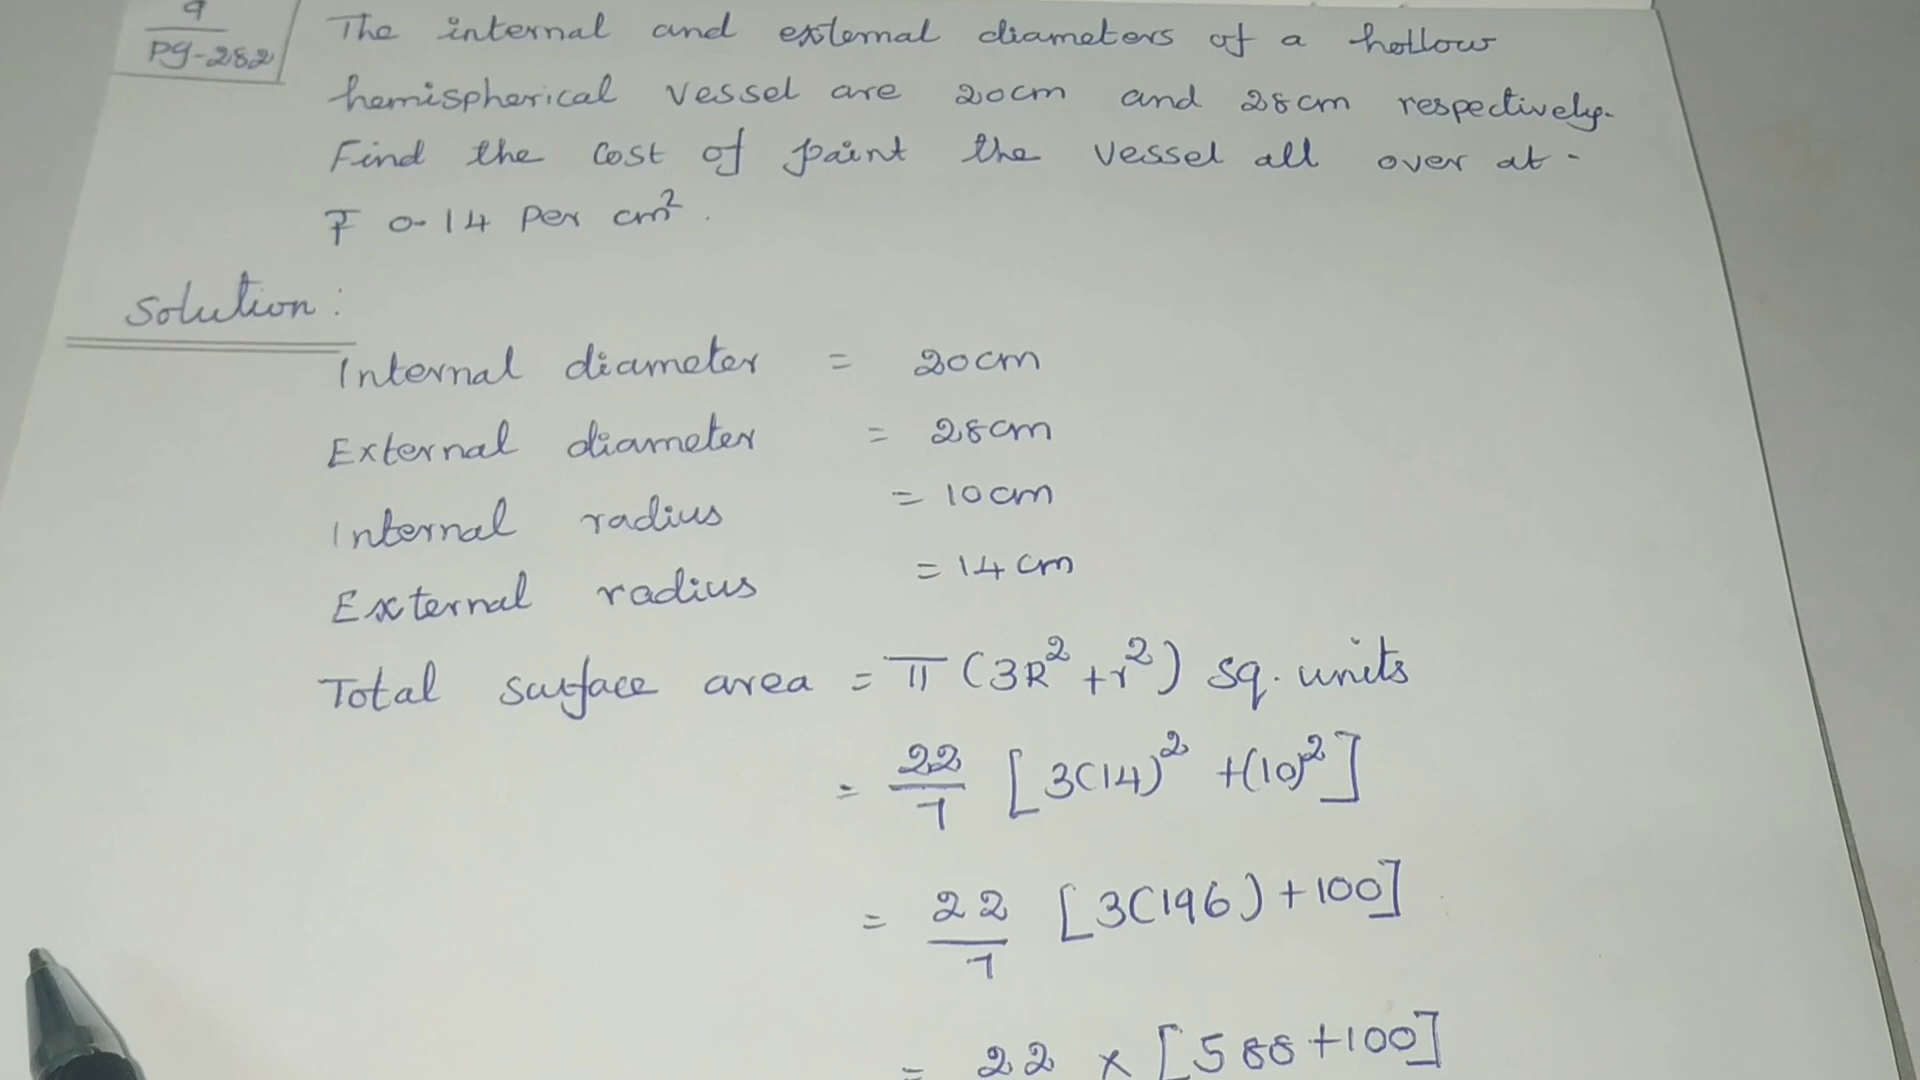 9
Pg-282
The internal and external diameters of a hollow
hemispherical vessel are 20cm and 28cm respectively.
Find the cost of paint the vessel all over at -
₹ 0-14 Per cm².
Solution:
Internal diameter = 20cm
External diameter = 28cm
Internal radius = 10cm
External radius = 14cm
Total surface area = π(3R²+r²) sq. units
= 22/7 [3(14)²+(10)²]
= 22/7 [3(196)+100]
= 22 × [588+100]